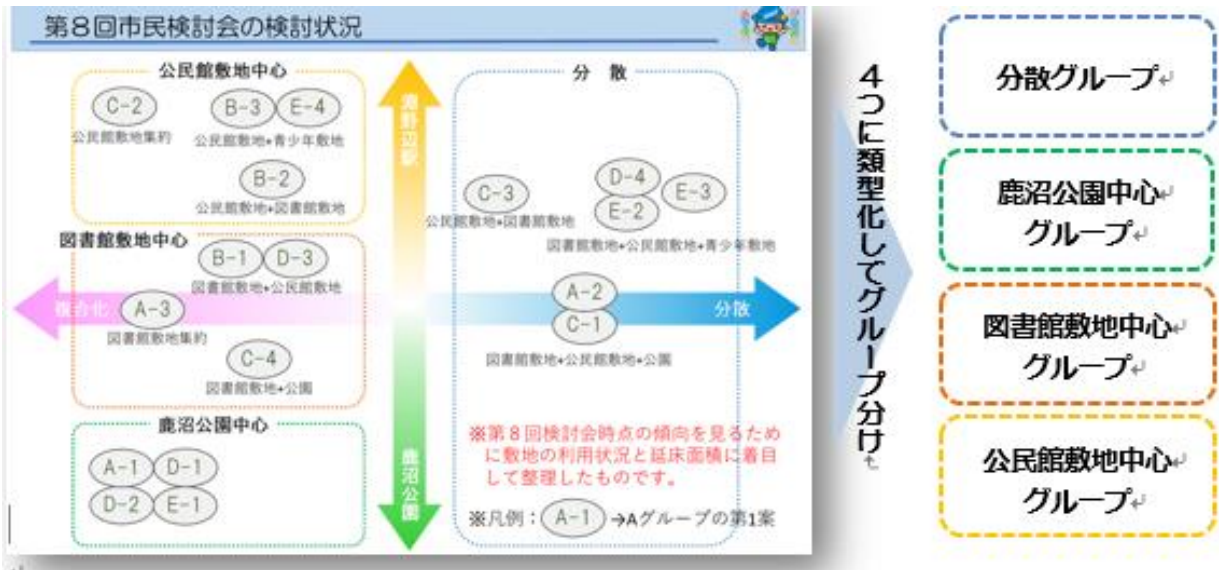 第8回市民検討会の検討状況
公民館敷地中心
C-2
公民館敷地集約
B-3
E-4
公民館敷地+青少年敷地
B-2
公民館敷地+図書館敷地
図書館敷地中心
B-1
D-3
図書館敷地+公民館敷地
A-3
図書館敷地集約
C-4
図書館敷地+公園
鹿沼公園中心
A-1
D-1
D-2
E-1
淵野辺駅
鹿沼公園
複合化
分散
分 散
C-3
公民館敷地+図書館敷地
D-4
E-2
E-3
図書館敷地+公民館敷地+青少年敷地
A-2
C-1
図書館敷地+公民館敷地+公園
※第8回検討会時点の傾向を見るため
に敷地の利用状況と延床面積に着目
して整理したものです。
※凡例：A-1→Aグループの第1案
4つに類型化してグループ分け
分散グループ
鹿沼公園中心
グループ
図書館敷地中心
グループ
公民館敷地中心
グループ